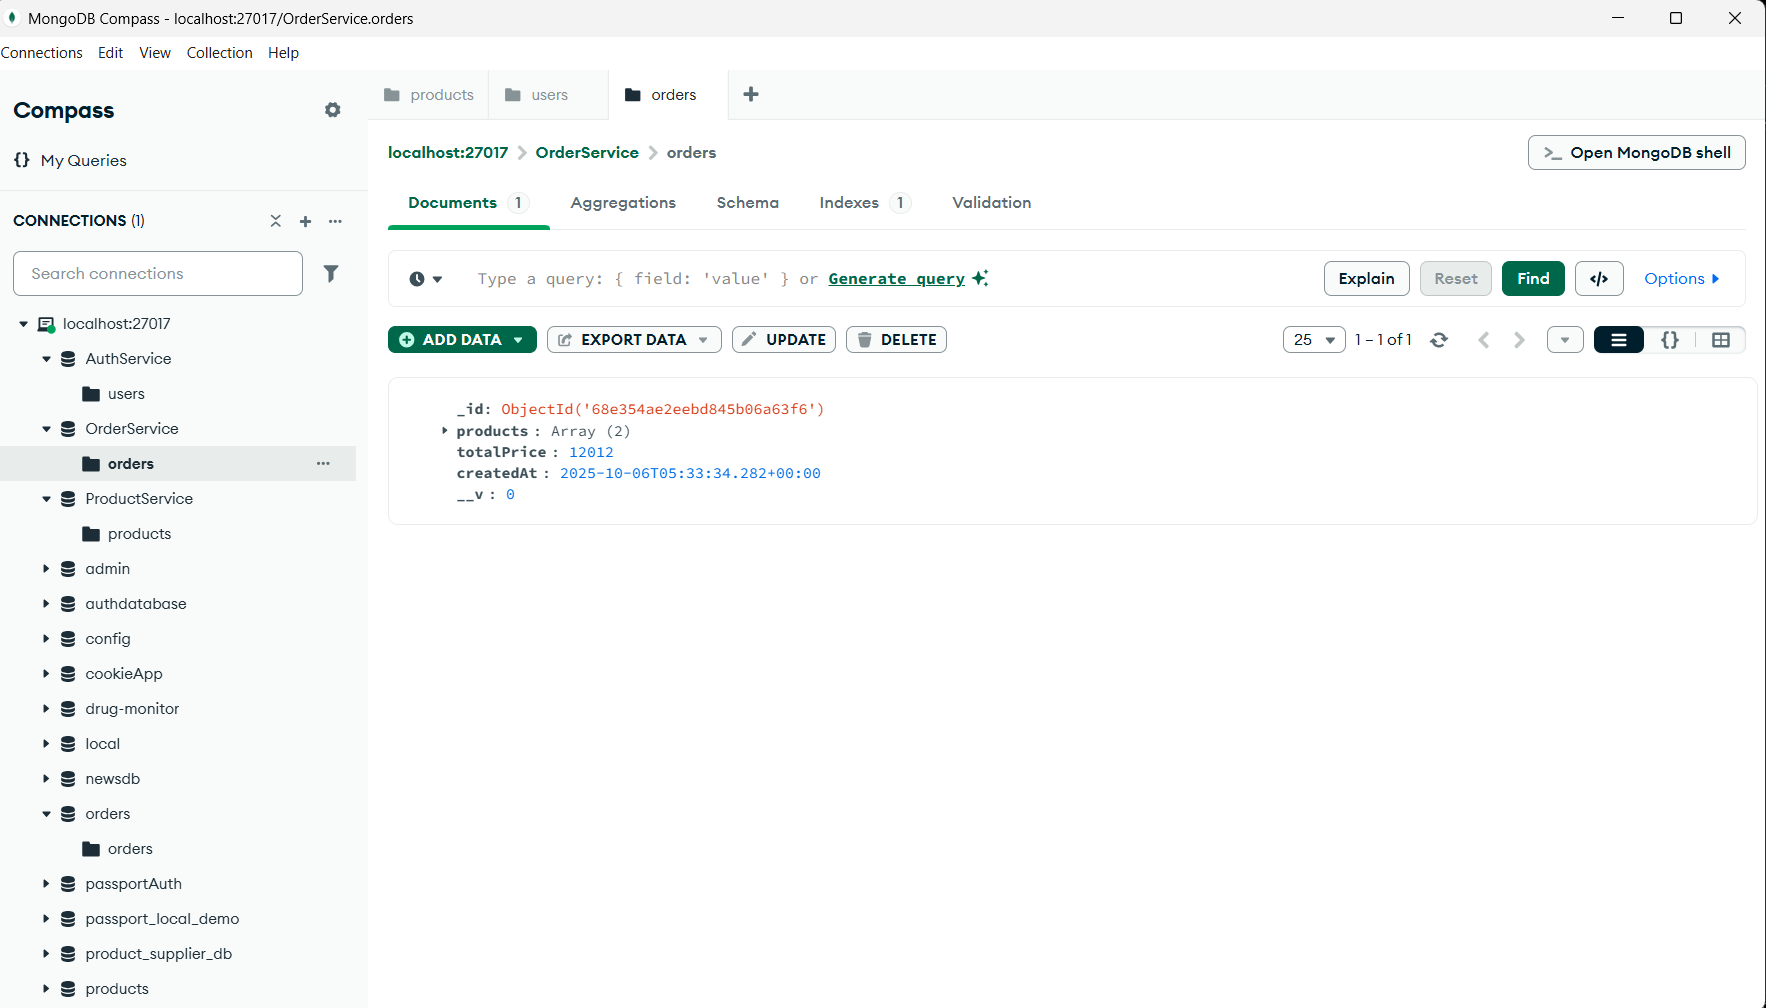 MongoDB Compass - localhost:27017/OrderService.orders
Connections Edit View Collection Help
Compass
{} My Queries
CONNECTIONS (1)
Search connections
localhost:27017
AuthService
users
OrderService
orders
ProductService
products
admin
authdatabase
config
cookieApp
drug-monitor
local
newsdb
orders
orders
passportAuth
passport_local_demo
product_supplier_db
products
products users orders
localhost:27017 > OrderService > orders
>_ Open MongoDB shell
Documents 1 Aggregations Schema Indexes 1 Validation
Type a query: { field: 'value' } or Generate query
Explain Reset Find </> Options
ADD DATA EXPORT DATA UPDATE DELETE
25 1 – 1 of 1 {}
_id: ObjectId('68e354ae2eebd845b06a63f6')
products : Array (2)
totalPrice : 12012
createdAt : 2025-10-06T05:33:34.282+00:00
__v : 0